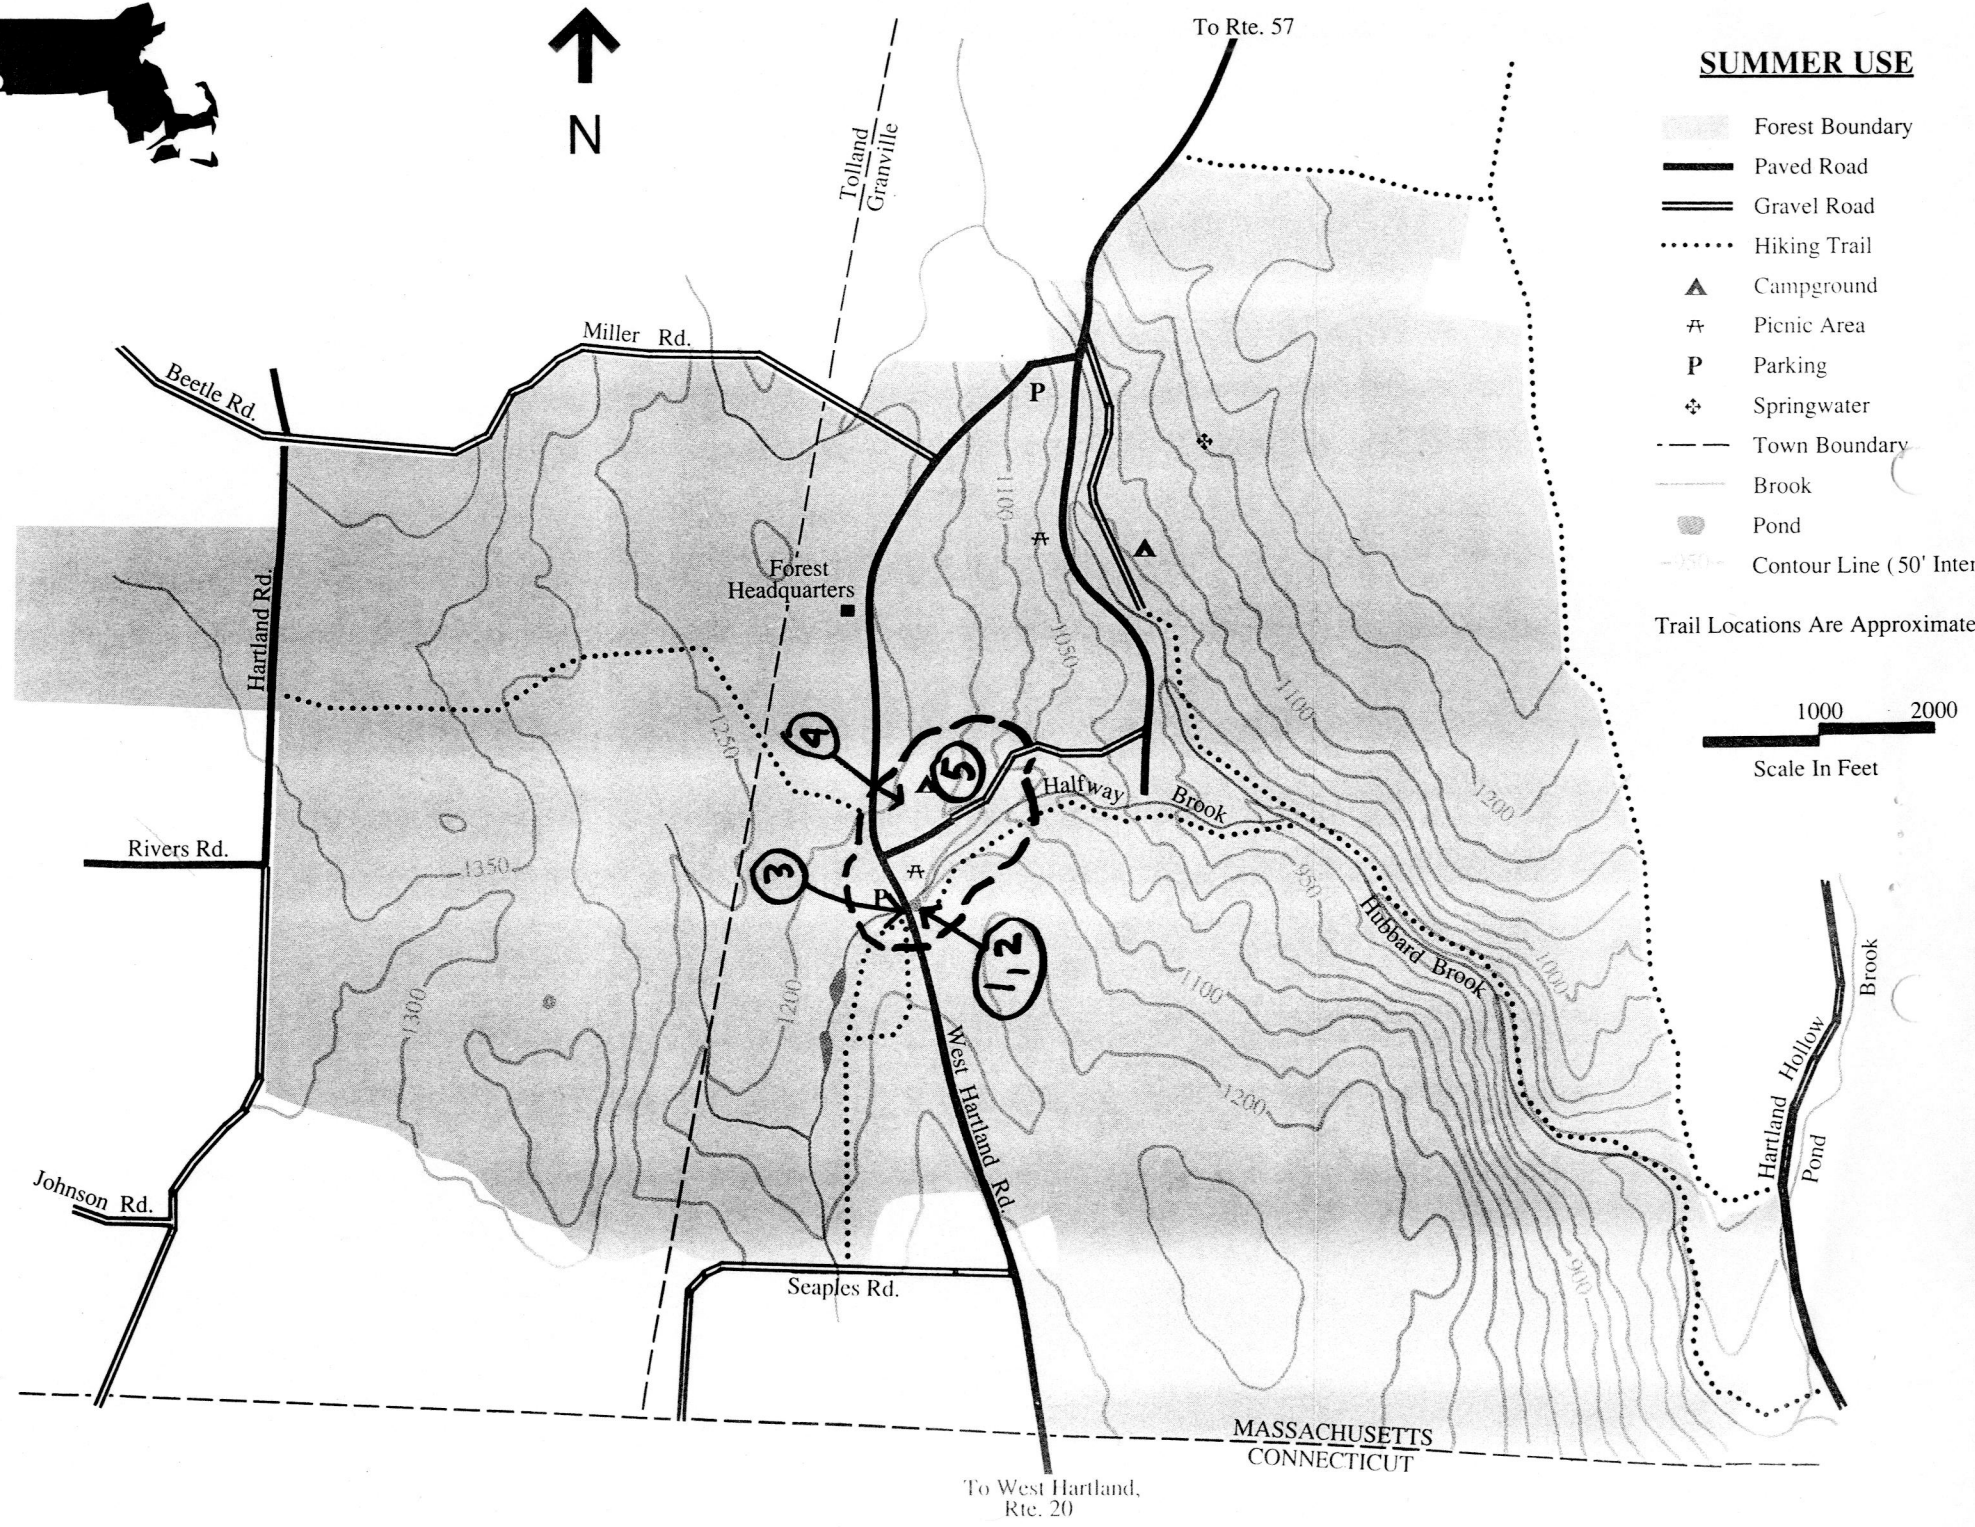 To Rte. 57
N
Tolland
Granville
SUMMER USE
Forest Boundary
Paved Road
Gravel Road
Hiking Trail
Campground
Picnic Area
P Parking
Springwater
Town Boundary
Brook
Pond
950
Contour Line (50' Inter
Trail Locations Are Approximate
1000 2000
Scale In Feet
Miller Rd.
Beetle Rd.
P
1100
Forest
Headquarters
Hartland Rd.
1050
1100
1250
4
5
Halfway Brook
1200
Rivers Rd.
1350
3
P
950
Hubbard Brook
1,2
1000
1300
1200
1100
1200
West Hartland Rd.
Hartland Hollow
Brook
Pond
Johnson Rd.
900
Seaples Rd.
MASSACHUSETTS
CONNECTICUT
To West Hartland,
Rte. 20